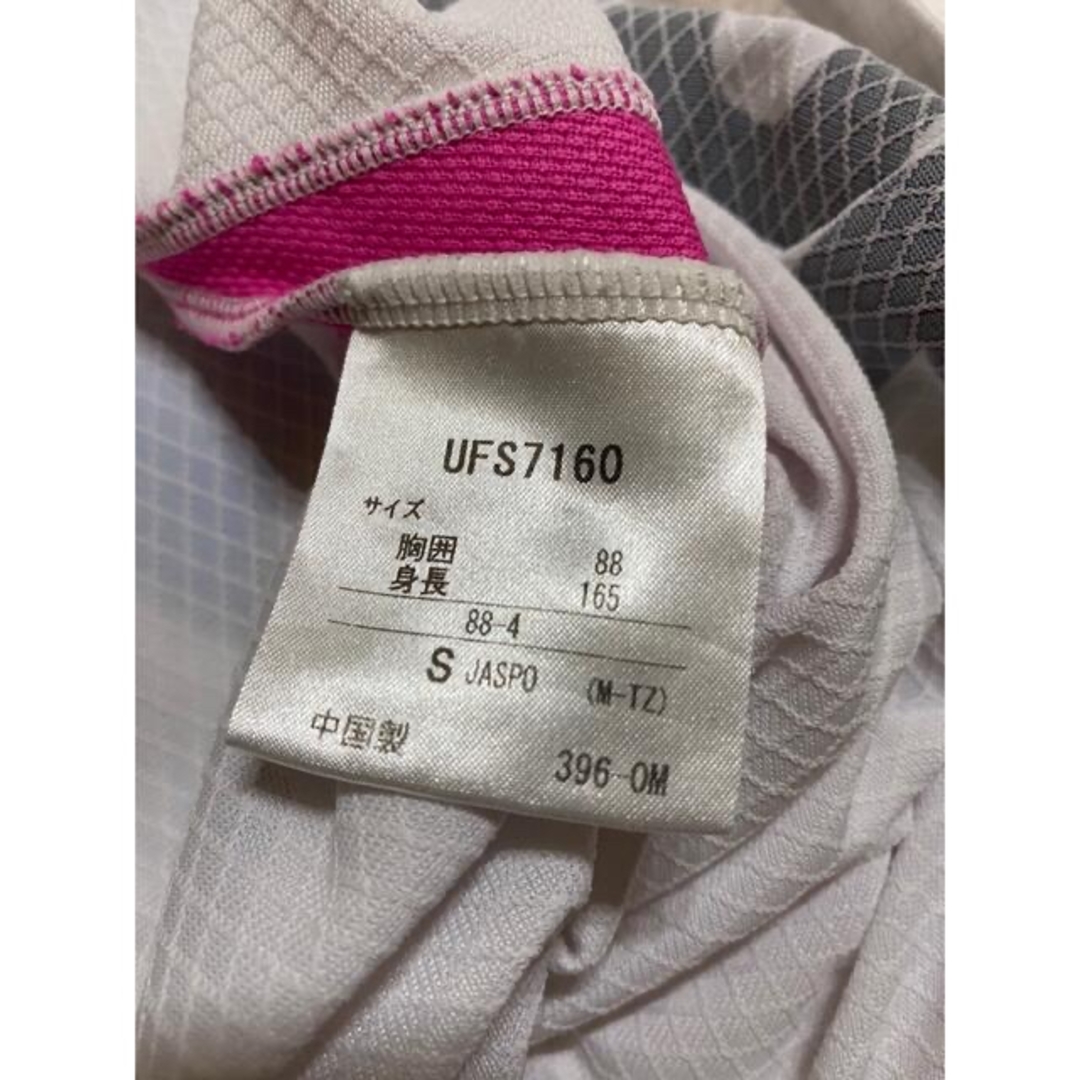 UFS7160
サイズ
胸囲 88
身長 165
88-4
S JASPO (M-TZ)
中国製
396-0M